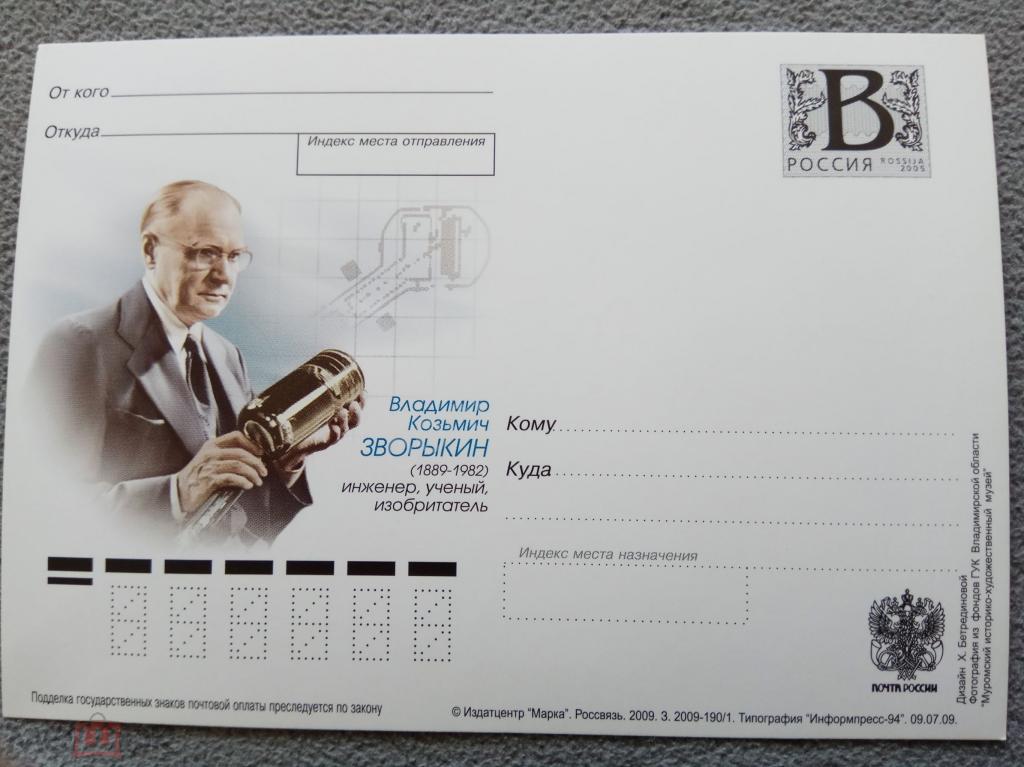 От кого
Откуда
Индекс места отправления
В
РОССИЯ ROSSIJA
2005
Владимир
Козьмич
ЗВОРЫКИН
(1889-1982)
инженер, ученый,
изобритатель
Кому
Куда
Индекс места назначения
ПОЧТА РОССИИ
Дизайн Х. Бетрединовой
Фотография из фондов ГУК Владимирской области
"Муромский историко-художественный музей"
Подделка государственных знаков почтовой оплаты преследуется по закону
© Издатцентр "Марка". Россвязь. 2009. З. 2009-190/1. Типография "Информпресс-94". 09.07.09.